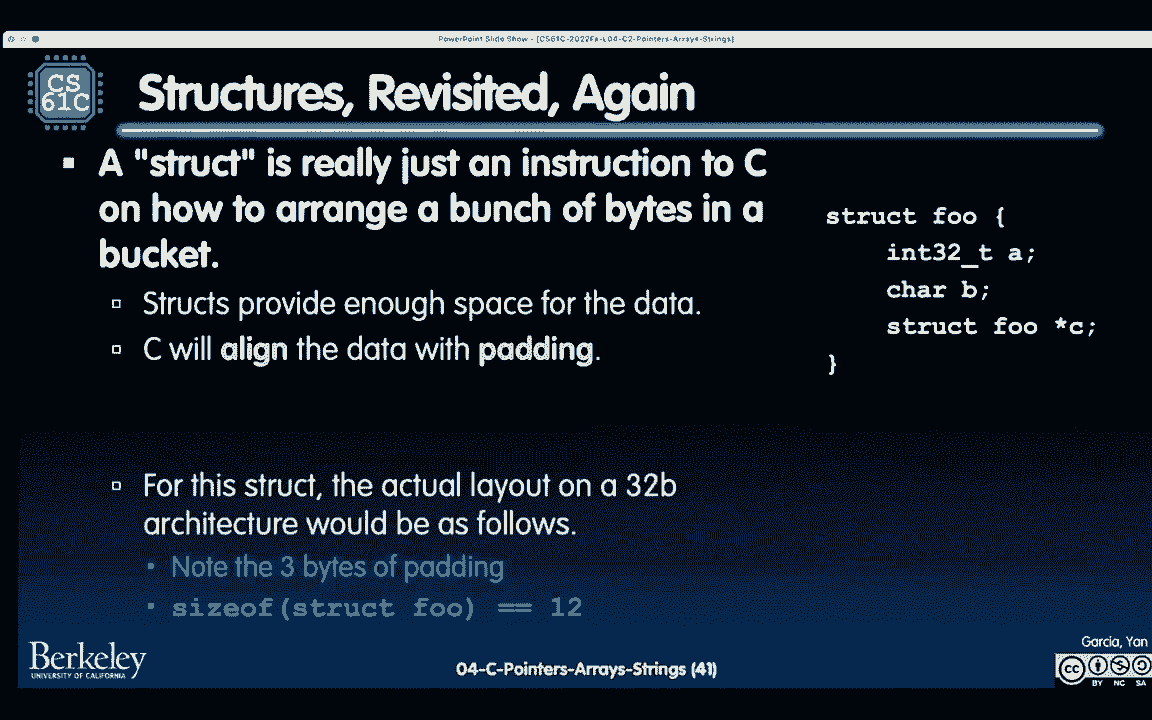 PowerPoint Slide Show - [CS61C-2022Fa-L04-C2-Pointers-Arrays-Strings]
CS
61C
Structures, Revisited, Again
▪ A "struct" is really just an instruction to C
on how to arrange a bunch of bytes in a
bucket.
▫ Structs provide enough space for the data.
▫ C will align the data with padding.
struct foo {
int32_t a;
char b;
struct foo *c;
}
▫ For this struct, the actual layout on a 32b
architecture would be as follows.
▪ Note the 3 bytes of padding
▪ sizeof(struct foo) == 12
Berkeley
UNIVERSITY OF CALIFORNIA
04-C-Pointers-Arrays-Strings (41)
Garcia, Yan
cc
BY NC SA